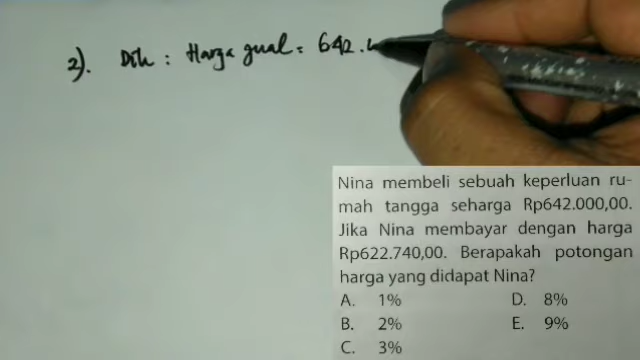 2). Dik : Harga jual = 642.
Nina membeli sebuah keperluan ru-
mah tangga seharga Rp642.000,00.
Jika Nina membayar dengan harga
Rp622.740,00. Berapakah potongan
harga yang didapat Nina?
A. 1% D. 8%
B. 2% E. 9%
C. 3%